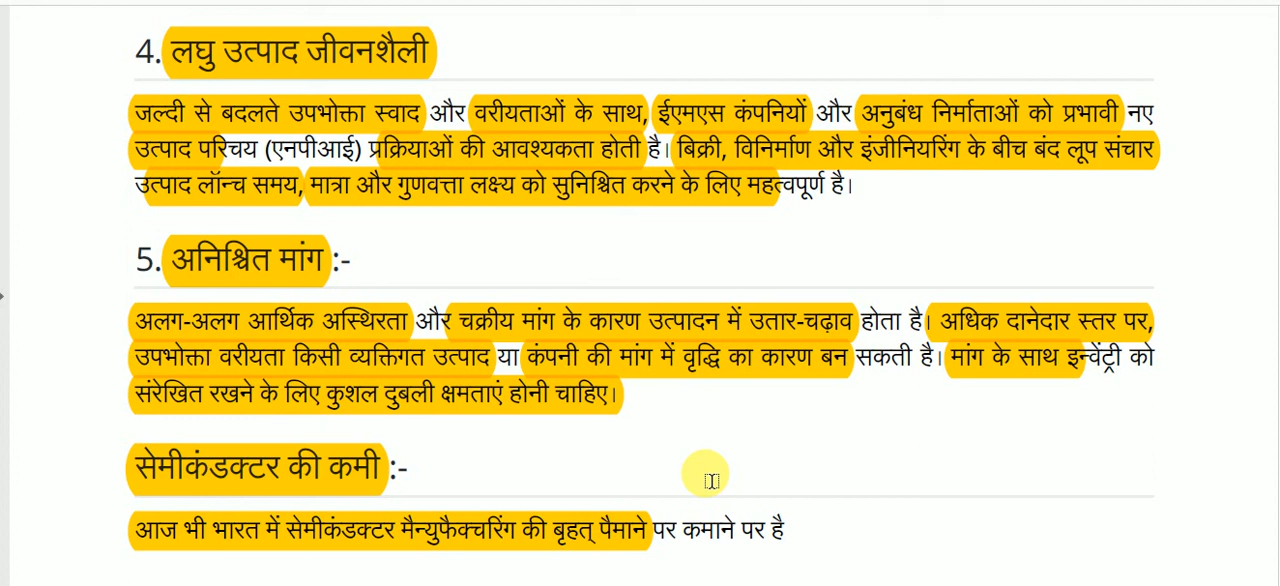 4. लघु उत्पाद जीवनशैली
जल्दी से बदलते उपभोक्ता स्वाद और वरीयताओं के साथ, ईएमएस कंपनियों और अनुबंध निर्माताओं को प्रभावी नए
उत्पाद परिचय (एनपीआई) प्रक्रियाओं की आवश्यकता होती है। बिक्री, विनिर्माण और इंजीनियरिंग के बीच बंद लूप संचार
उत्पाद लॉन्च समय, मात्रा और गुणवत्ता लक्ष्य को सुनिश्चित करने के लिए महत्वपूर्ण है।
5. अनिश्चित मांग :-
अलग-अलग आर्थिक अस्थिरता और चक्रीय मांग के कारण उत्पादन में उतार-चढ़ाव होता है। अधिक दानेदार स्तर पर,
उपभोक्ता वरीयता किसी व्यक्तिगत उत्पाद या कंपनी की मांग में वृद्धि का कारण बन सकती है। मांग के साथ इन्वेंट्री को
संरेखित रखने के लिए कुशल दुबली क्षमताएं होनी चाहिए।
सेमीकंडक्टर की कमी :-
आज भी भारत में सेमीकंडक्टर मैन्युफैक्चरिंग की बृहत् पैमाने पर कमाने पर है